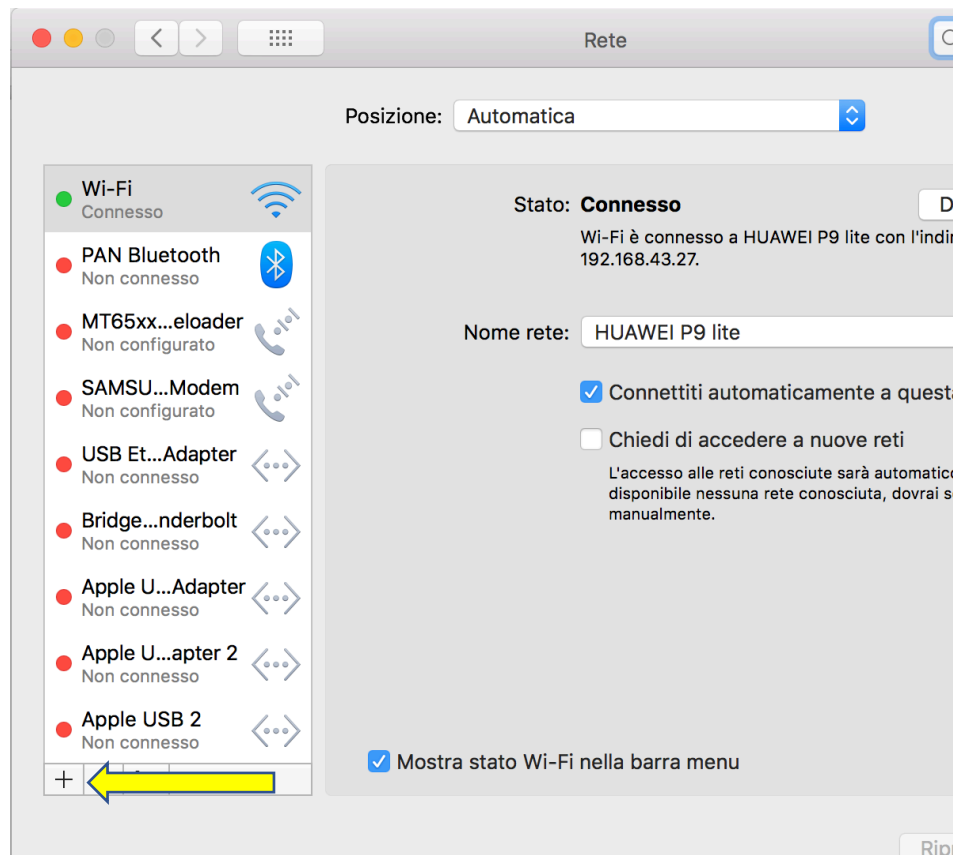 Rete
Posizione: Automatica
Wi-Fi
Connesso
PAN Bluetooth
Non connesso
MT65xx...eloader
Non configurato
SAMSU...Modem
Non configurato
USB Et...Adapter
Non connesso
Bridge...nderbolt
Non connesso
Apple U...Adapter
Non connesso
Apple U...apter 2
Non connesso
Apple USB 2
Non connesso
+
Stato: Connesso
D
Wi-Fi è connesso a HUAWEI P9 lite con l'indir
192.168.43.27.
Nome rete: HUAWEI P9 lite
Connettiti automaticamente a questa
Chiedi di accedere a nuove reti
L'accesso alle reti conosciute sarà automatico
disponibile nessuna rete conosciuta, dovrai s
manualmente.
Mostra stato Wi-Fi nella barra menu
Rip